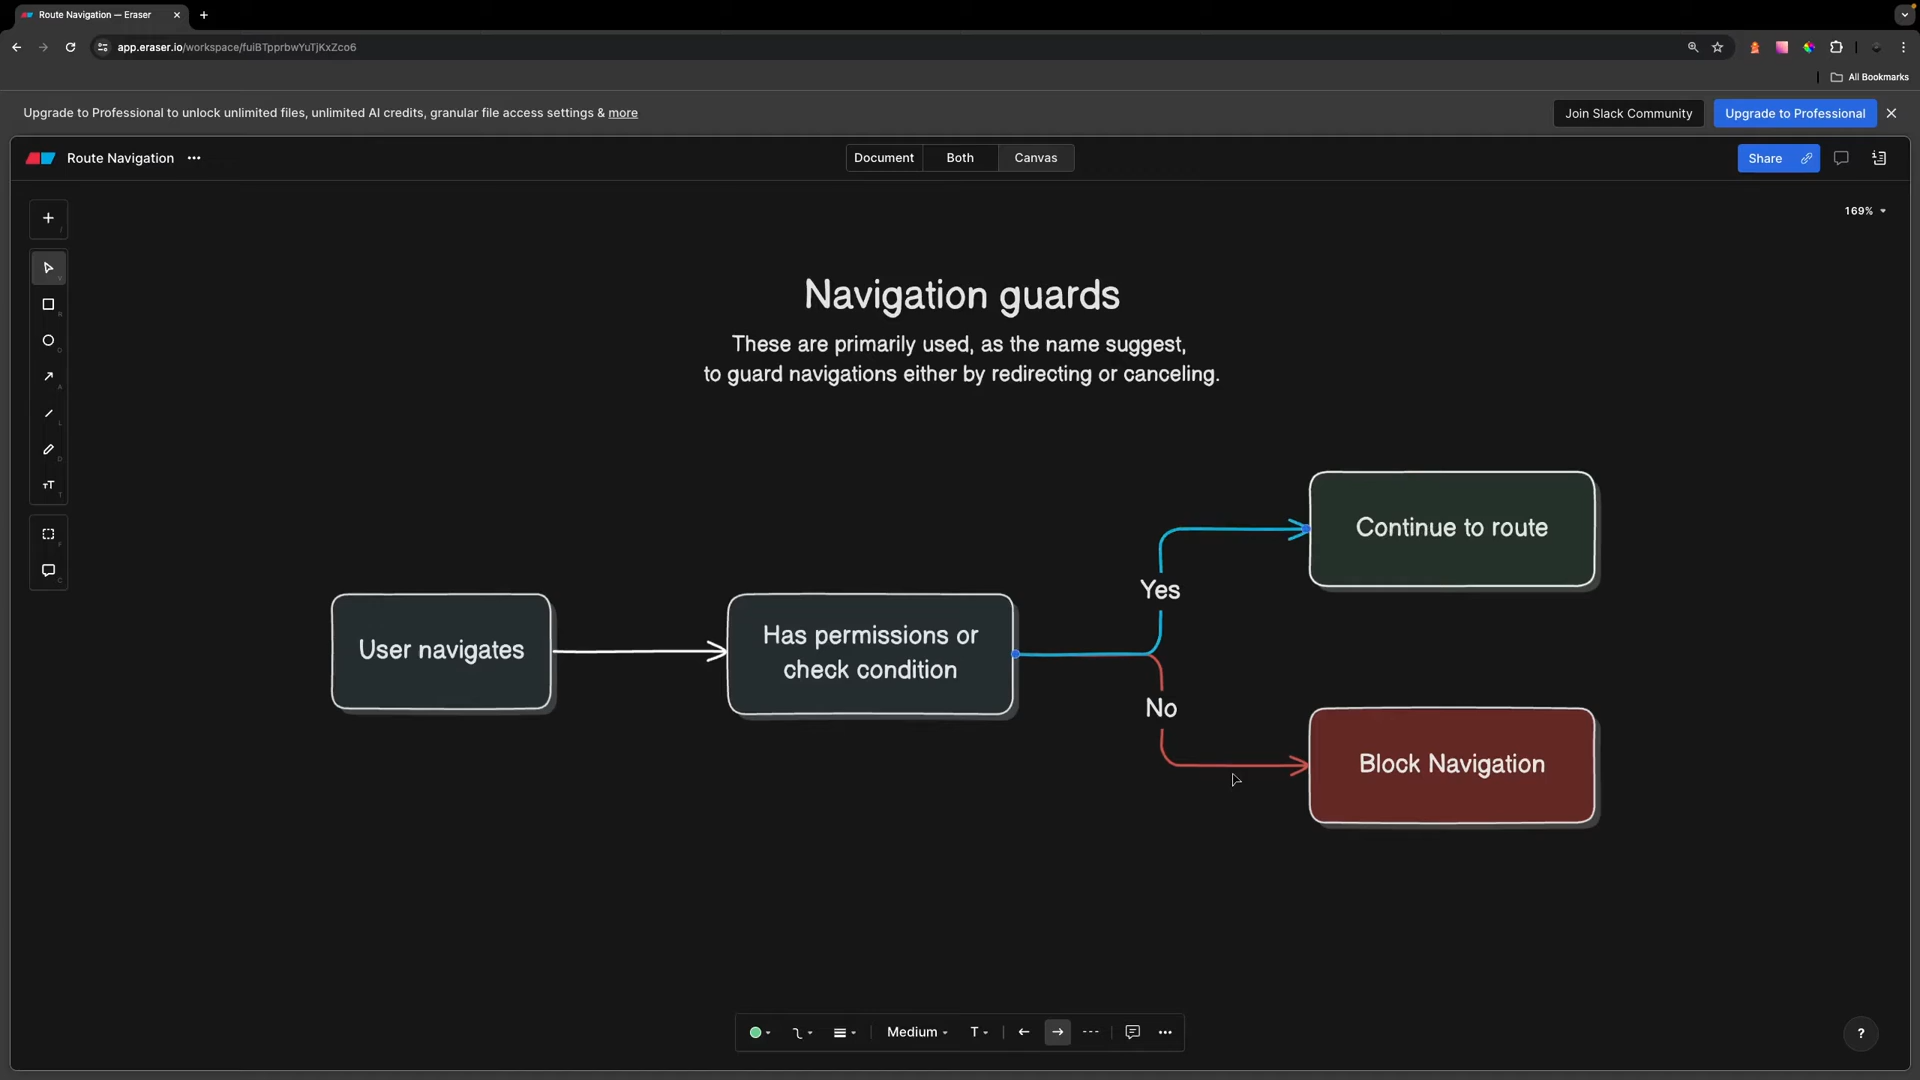 Route Navigation — Eraser
app.eraser.io/workspace/fuiBTpprbwYuTjKxZco6
All Bookmarks
Upgrade to Professional to unlock unlimited files, unlimited AI credits, granular file access settings & more
Join Slack Community
Upgrade to Professional
Route Navigation
Document
Both
Canvas
Share
169%
Navigation guards
These are primarily used, as the name suggest,
to guard navigations either by redirecting or canceling.
Continue to route
Yes
User navigates
Has permissions or
check condition
No
Block Navigation
Medium
T
?